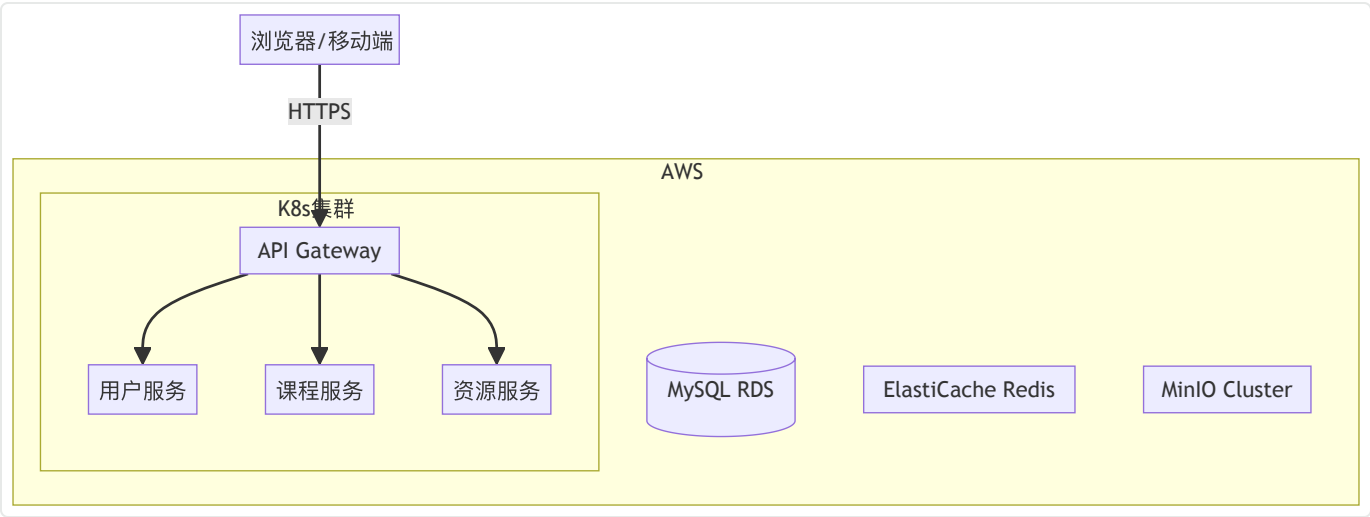 浏览器/移动端
HTTPS
AWS
K8s集群
API Gateway
用户服务
课程服务
资源服务
MySQL RDS
ElastiCache Redis
MinIO Cluster